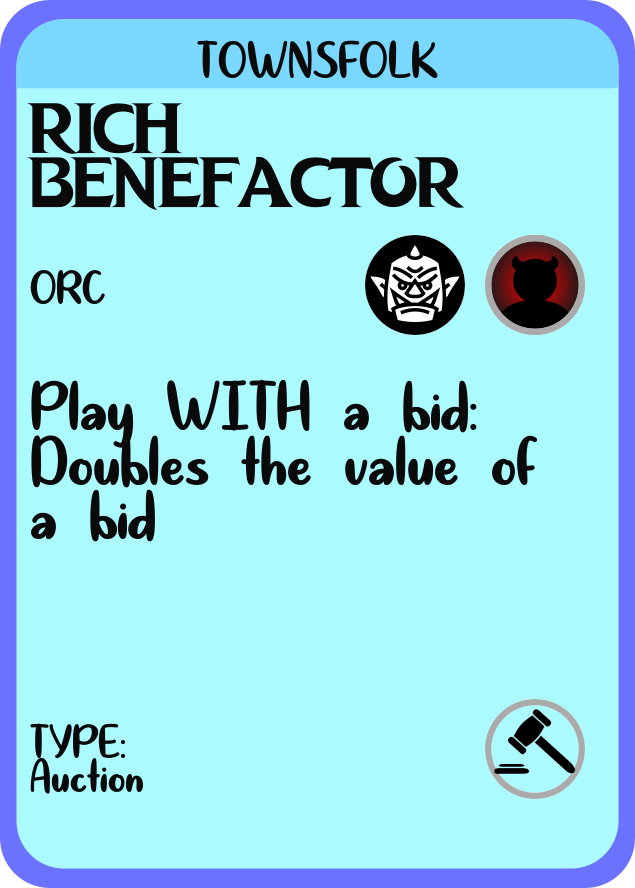 TOWNSFOLK
RICH
BENEFACTOR
ORC
Play WITH a bid:
Doubles the value of
a bid
TYPE:
Auction